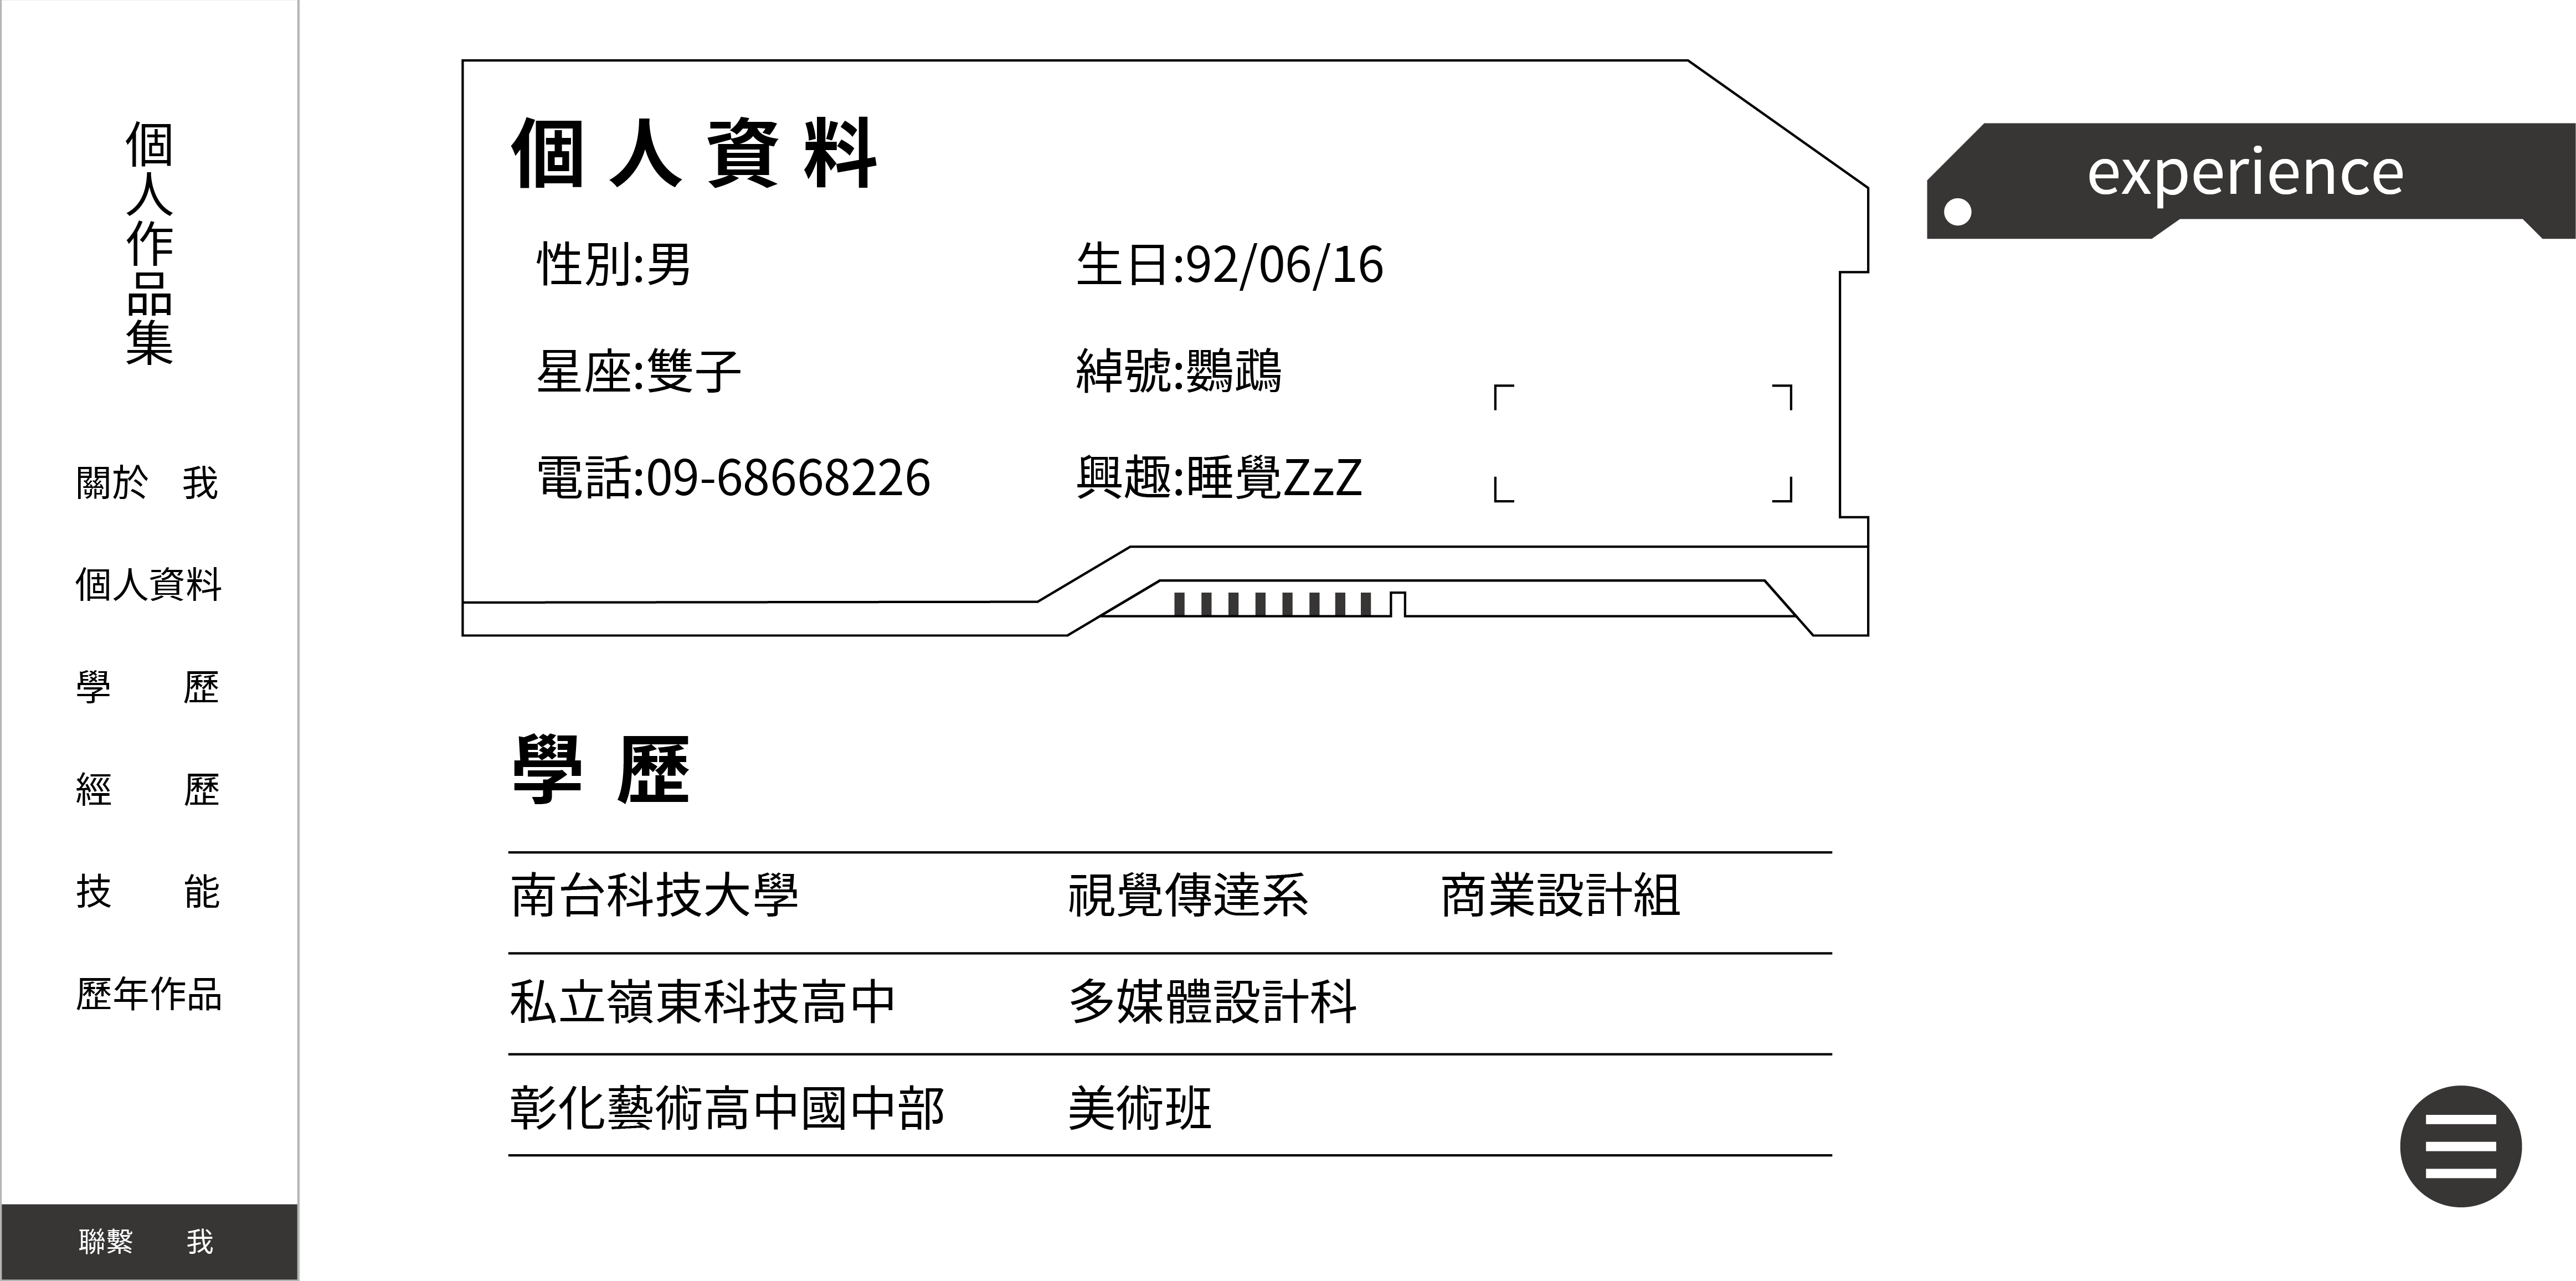 個人作品集
關於　我
個人資料
學　　歷
經　　歷
技　　能
歷年作品
聯繫　　我
個人資料
性別:男　生日:92/06/16
星座:雙子　綽號:鸚鵡
電話:09-68668226　興趣:睡覺ZzZ
experience
學歷
南台科技大學　視覺傳達系　商業設計組
私立嶺東科技高中　多媒體設計科
彰化藝術高中國中部　美術班